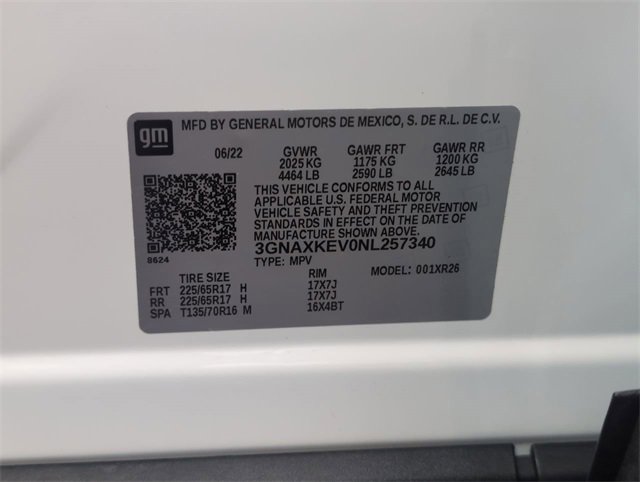 gm
MFD BY GENERAL MOTORS DE MEXICO, S. DE R.L. DE C.V.
06/22 GVWR GAWR FRT GAWR RR
2025 KG 1175 KG 1200 KG
4464 LB 2590 LB 2645 LB
THIS VEHICLE CONFORMS TO ALL
APPLICABLE U.S. FEDERAL MOTOR
VEHICLE SAFETY AND THEFT PREVENTION
STANDARDS IN EFFECT ON THE DATE OF
MANUFACTURE SHOWN ABOVE.
3GNAXKEV0NL257340
8624
TYPE: MPV MODEL: 001XR26
TIRE SIZE RIM
FRT 225/65R17 H 17X7J
RR 225/65R17 H 17X7J
SPA T135/70R16 M 16X4BT